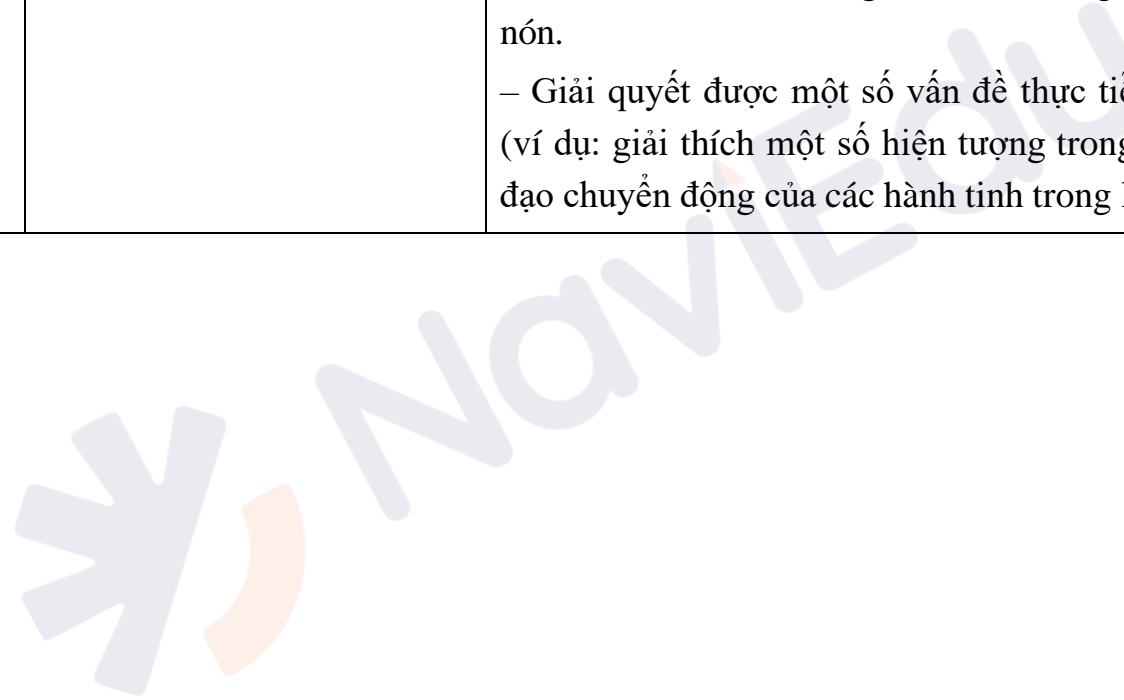 nón.
– Giải quyết được một số vấn đề thực
(ví dụ: giải thích một số hiện tượng trong
đạo chuyển động của các hành tinh trong
NaviEdu